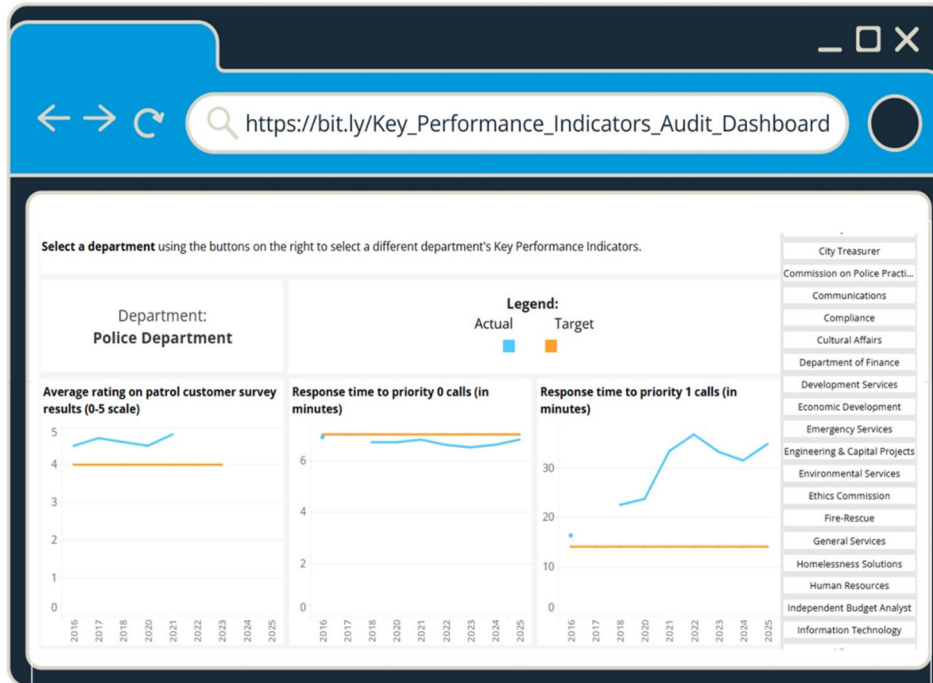 https://bit.ly/Key_Performance_Indicators_Audit_Dashboard
Select a department using the buttons on the right to select a different department's Key Performance Indicators.
Department:
Police Department
Legend:
Actual Target
Average rating on patrol customer survey
results (0-5 scale)
5
4
3
2
1
0
2016 2017 2018 2020 2021 2022 2023 2024 2025
Response time to priority 0 calls (in
minutes)
6
4
2
0
2016 2017 2018 2020 2021 2022 2023 2024 2025
Response time to priority 1 calls (in
minutes)
30
20
10
0
2016 2017 2018 2020 2021 2022 2023 2024 2025
City Treasurer
Commission on Police Practi...
Communications
Compliance
Cultural Affairs
Department of Finance
Development Services
Economic Development
Emergency Services
Engineering & Capital Projects
Environmental Services
Ethics Commission
Fire-Rescue
General Services
Homelessness Solutions
Human Resources
Independent Budget Analyst
Information Technology